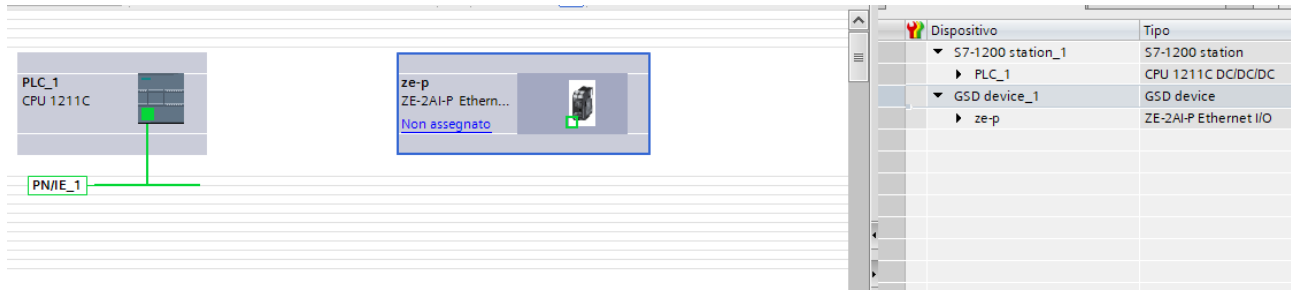 PLC_1
CPU 1211C
ze-p
ZE-2AI-P Ethern...
Non assegnato
PN/IE_1
Dispositivo Tipo
S7-1200 station_1 S7-1200 station
PLC_1 CPU 1211C DC/DC/DC
GSD device_1 GSD device
ze-p ZE-2AI-P Ethernet I/O